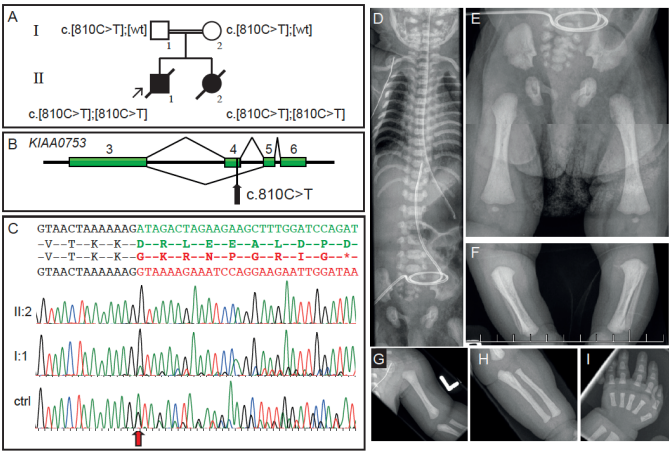 A
I
c.[810C>T];[wt]
1
2
c.[810C>T];[wt]
II
1
2
c.[810C>T];[810C>T]
c.[810C>T];[810C>T]
B
KIAA0753
3
4
5
6
c.810C>T
C
GTAACTAAAAAAGATAGACTAGAAGAAGCTTTGGATCCAGAT
–V--T--K--K--D--R--L--E--E--A--L--D--P--D-
–V--T--K--K--G--K--R--N--P--G--R--I--G--*-
GTAACTAAAAAAGGTAAAAGAAATCCAGGAAGAATTGGATAA
II:2
I:1
ctrl
D
E
F
G
H
I